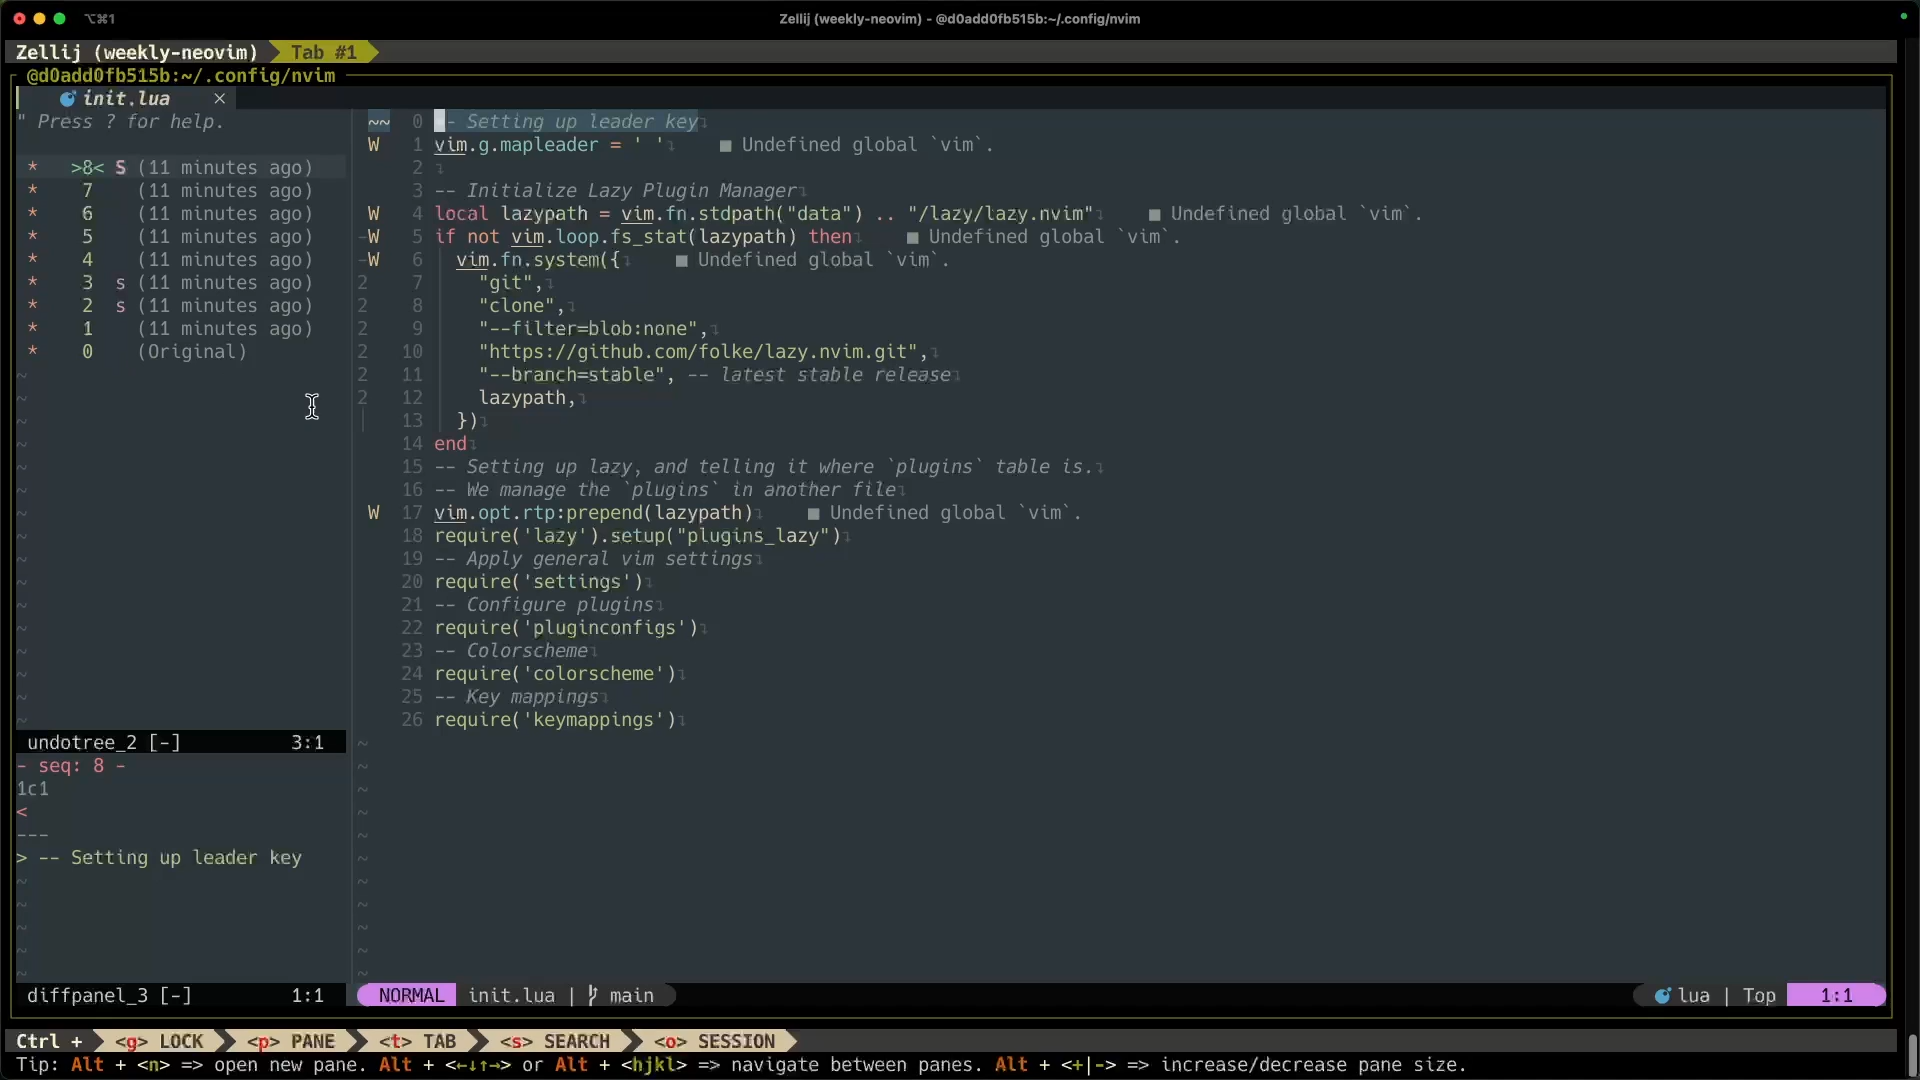 ⌥⌘1
Zellij (weekly-neovim) - @d0add0fb515b:~/.config/nvim
Zellij (weekly-neovim) Tab #1
@d0add0fb515b:~/.config/nvim
init.lua ×
" Press ? for help.
* >8< S (11 minutes ago)
* 7 (11 minutes ago)
* 6 (11 minutes ago)
* 5 (11 minutes ago)
* 4 (11 minutes ago)
* 3 s (11 minutes ago)
* 2 s (11 minutes ago)
* 1 (11 minutes ago)
* 0 (Original)
undotree_2 [-] 3:1
- seq: 8 -
1c1
<
---
> -- Setting up leader key
diffpanel_3 [-] 1:1
~~ 0 -- Setting up leader key
W 1 vim.g.mapleader = ' ' ■ Undefined global `vim`.
2
3 -- Initialize Lazy Plugin Manager
W 4 local lazypath = vim.fn.stdpath("data") .. "/lazy/lazy.nvim" ■ Undefined global `vim`.
-W 5 if not vim.loop.fs_stat(lazypath) then ■ Undefined global `vim`.
-W 6 vim.fn.system({ ■ Undefined global `vim`.
2 7 "git",
2 8 "clone",
2 9 "--filter=blob:none",
2 10 "https://github.com/folke/lazy.nvim.git",
2 11 "--branch=stable", -- latest stable release
2 12 lazypath,
│ 13 })
14 end
15 -- Setting up lazy, and telling it where `plugins` table is.
16 -- We manage the `plugins` in another file
W 17 vim.opt.rtp:prepend(lazypath) ■ Undefined global `vim`.
18 require('lazy').setup("plugins_lazy")
19 -- Apply general vim settings
20 require('settings')
21 -- Configure plugins
22 require('pluginconfigs')
23 -- Colorscheme
24 require('colorscheme')
25 -- Key mappings
26 require('keymappings')
NORMAL init.lua | main
lua | Top 1:1
Ctrl + <g> LOCK <p> PANE <t> TAB <s> SEARCH <o> SESSION
Tip: Alt + <n> => open new pane. Alt + <←↓↑→> or Alt + <hjkl> => navigate between panes. Alt + <+|-> => increase/decrease pane size.